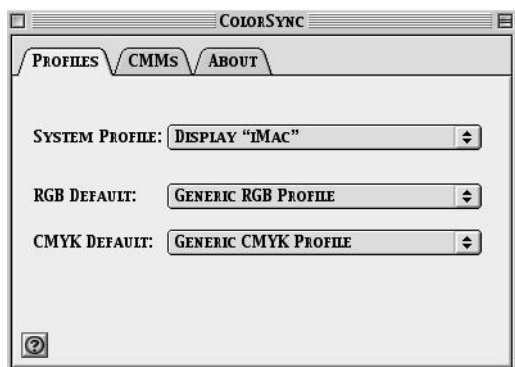 ColorSync
Profiles CMMs About
System Profile: Display “iMac”
RGB Default: Generic RGB Profile
CMYK Default: Generic CMYK Profile
?